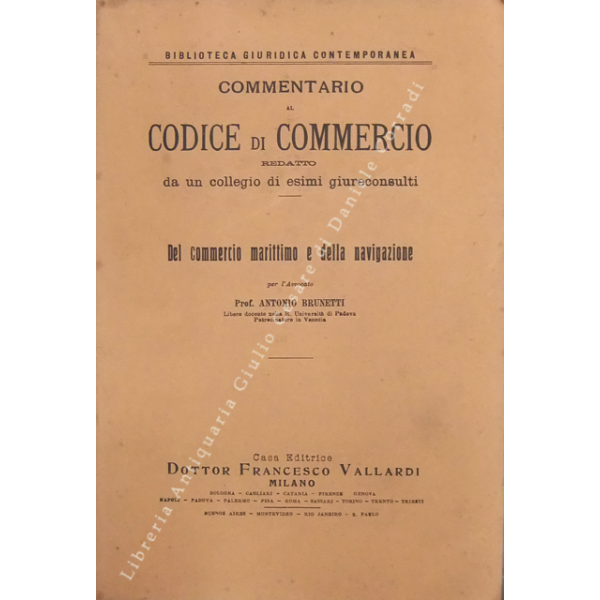 BIBLIOTECA GIURIDICA CONTEMPORANEA
COMMENTARIO
AL
CODICE DI COMMERCIO
REDATTO
da un collegio di esimi giureconsulti
Del commercio marittimo e della navigazione
per l'Avvocato
Prof. ANTONIO BRUNETTI
Libero docente nella R. Università di Padova
Patrocinatore in Venezia
Casa Editrice
DOTTOR FRANCESCO VALLARDI
MILANO
BOLOGNA - CAGLIARI - CATANIA - FIRENZE - GENOVA
NAPOLI - PADOVA - PALERMO - PISA - ROMA - SASSARI - TORINO - TRENTO - TRIESTE
BUENOS AIRES - MONTEVIDEO - RIO JANEIRO - S. PAULO
Libreria Antiquaria Giulio Cesare di Daniele Corradi